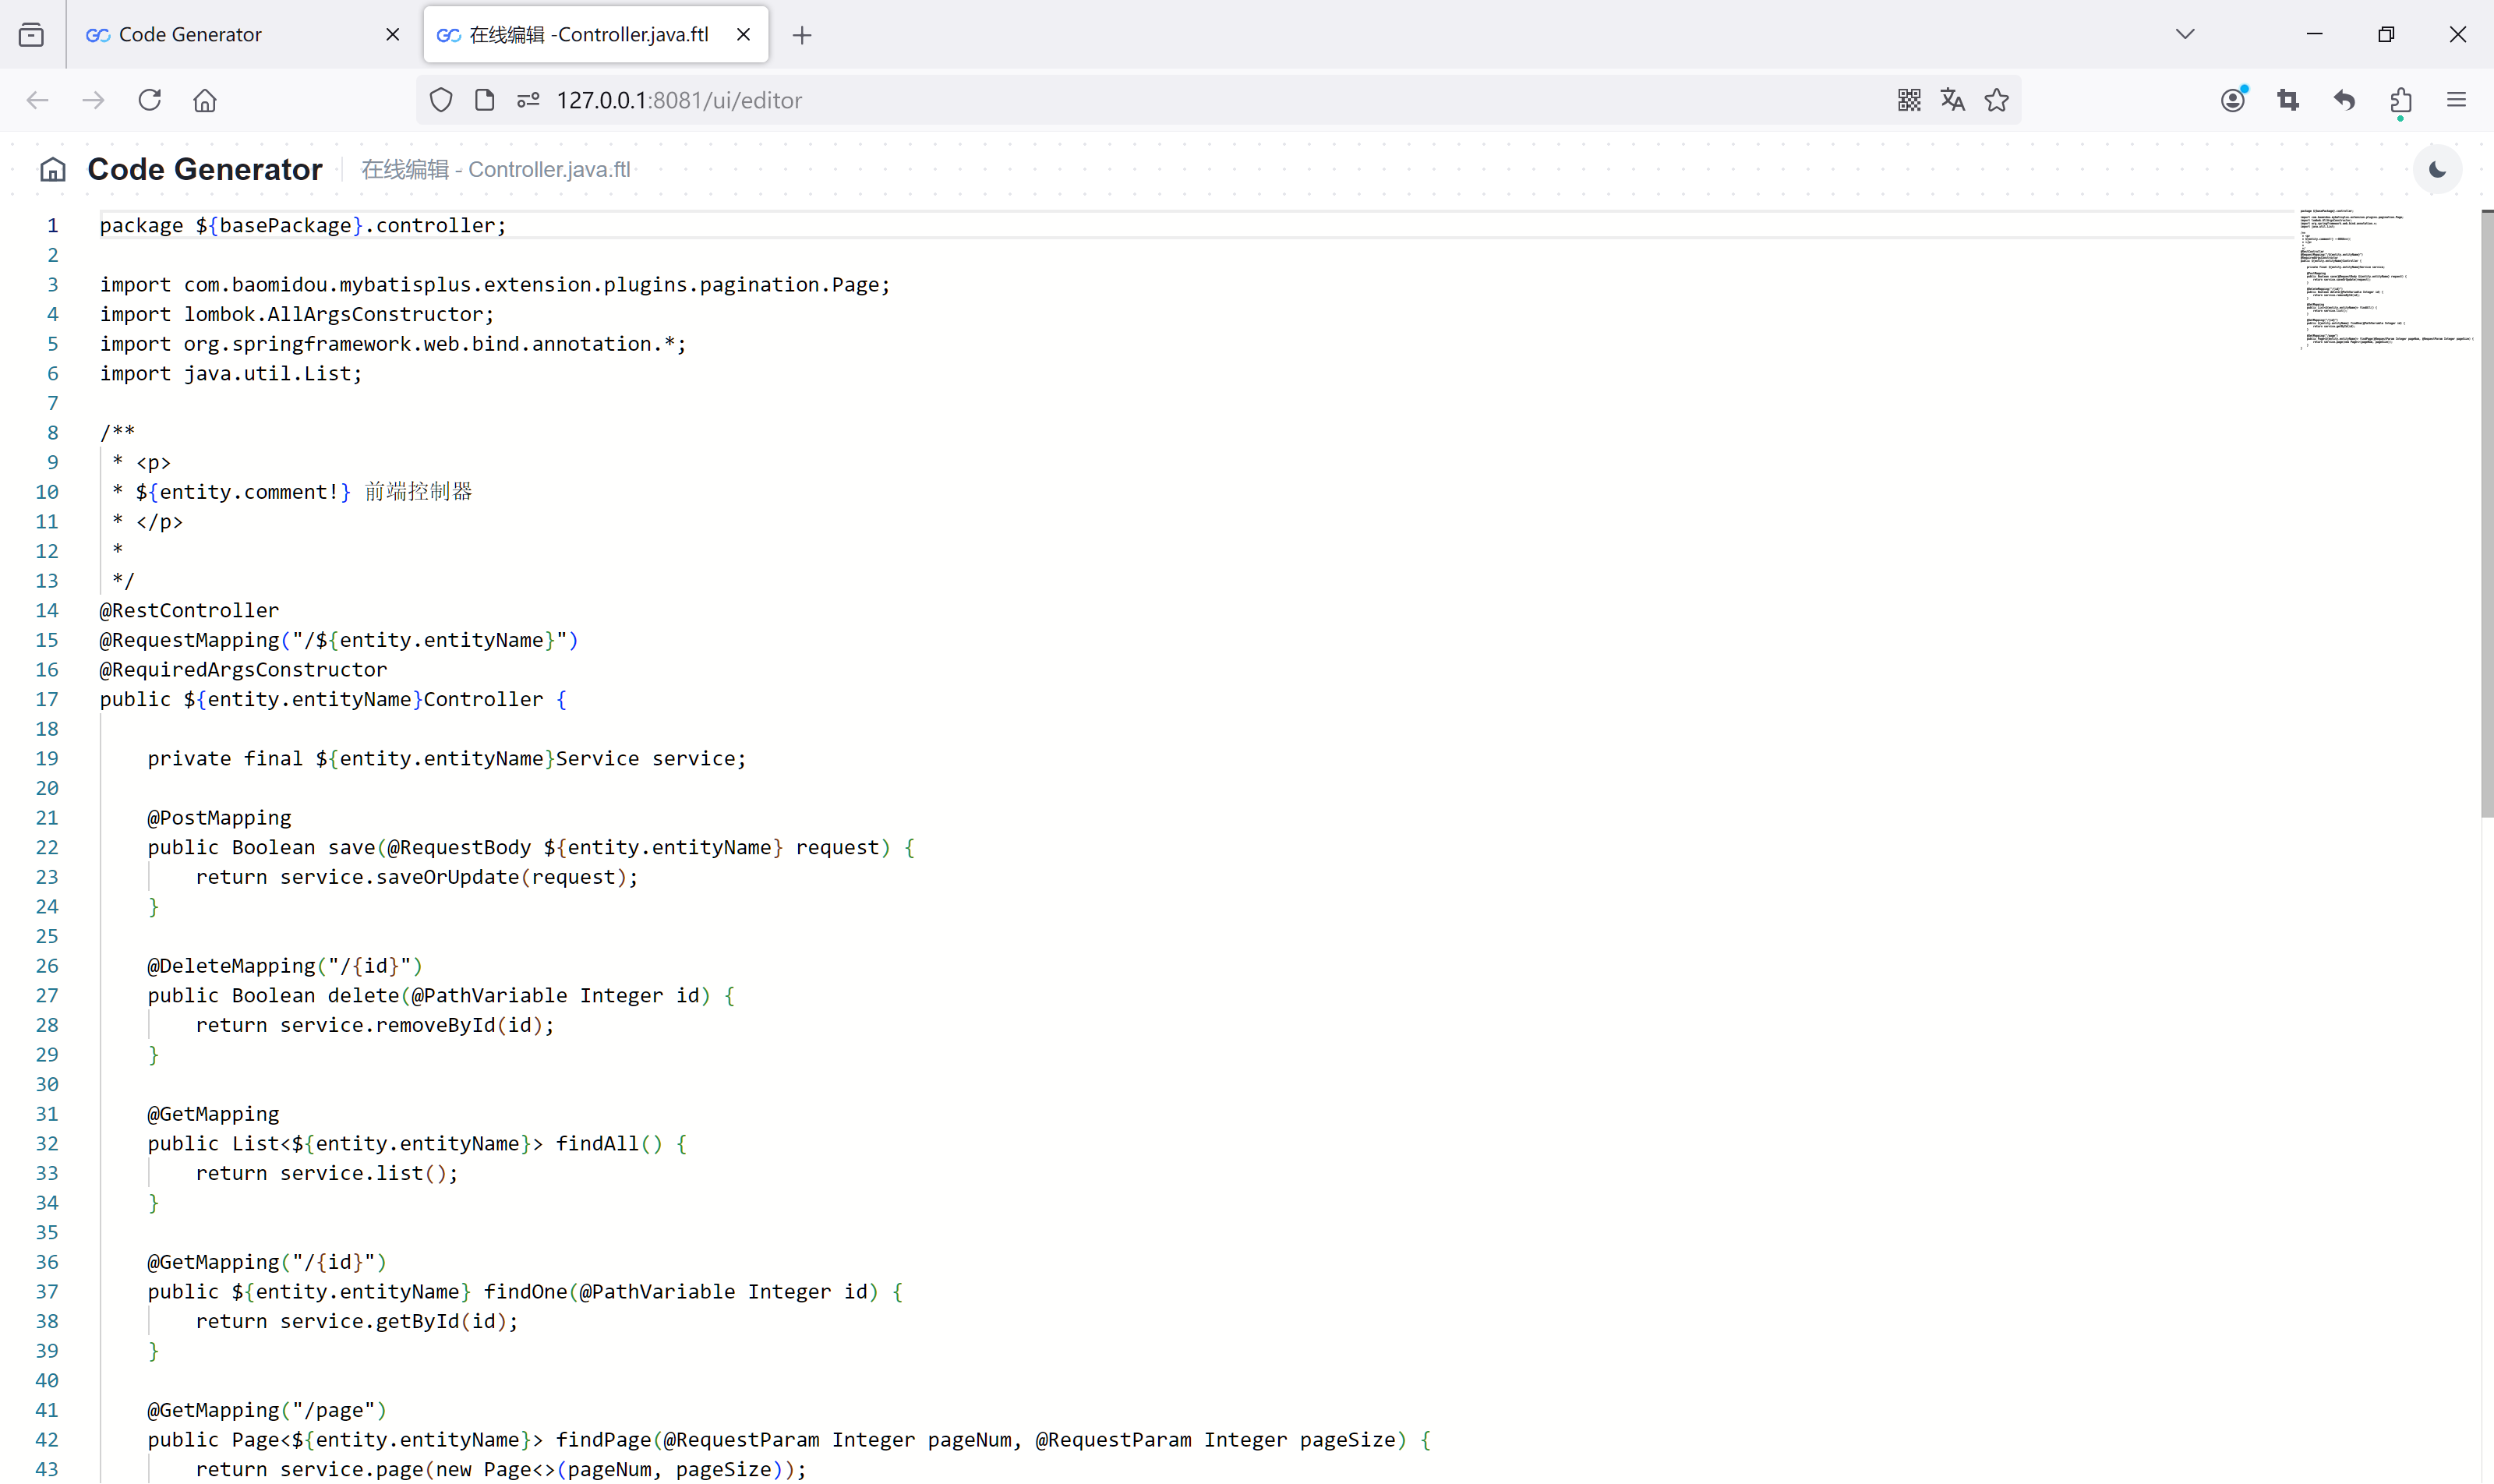 Code Generator
在线编辑 -Controller.java.ftl
127.0.0.1:8081/ui/editor
Code Generator
在线编辑 - Controller.java.ftl
1 package ${basePackage}.controller;
2
3 import com.baomidou.mybatisplus.extension.plugins.pagination.Page;
4 import lombok.AllArgsConstructor;
5 import org.springframework.web.bind.annotation.*;
6 import java.util.List;
7
8 /**
9  * <p>
10  * ${entity.comment!} 前端控制器
11  * </p>
12  *
13  */
14 @RestController
15 @RequestMapping("/${entity.entityName}")
16 @RequiredArgsConstructor
17 public ${entity.entityName}Controller {
18
19     private final ${entity.entityName}Service service;
20
21     @PostMapping
22     public Boolean save(@RequestBody ${entity.entityName} request) {
23         return service.saveOrUpdate(request);
24     }
25
26     @DeleteMapping("/{id}")
27     public Boolean delete(@PathVariable Integer id) {
28         return service.removeById(id);
29     }
30
31     @GetMapping
32     public List<${entity.entityName}> findAll() {
33         return service.list();
34     }
35
36     @GetMapping("/{id}")
37     public ${entity.entityName} findOne(@PathVariable Integer id) {
38         return service.getById(id);
39     }
40
41     @GetMapping("/page")
42     public Page<${entity.entityName}> findPage(@RequestParam Integer pageNum, @RequestParam Integer pageSize) {
43         return service.page(new Page<>(pageNum, pageSize));